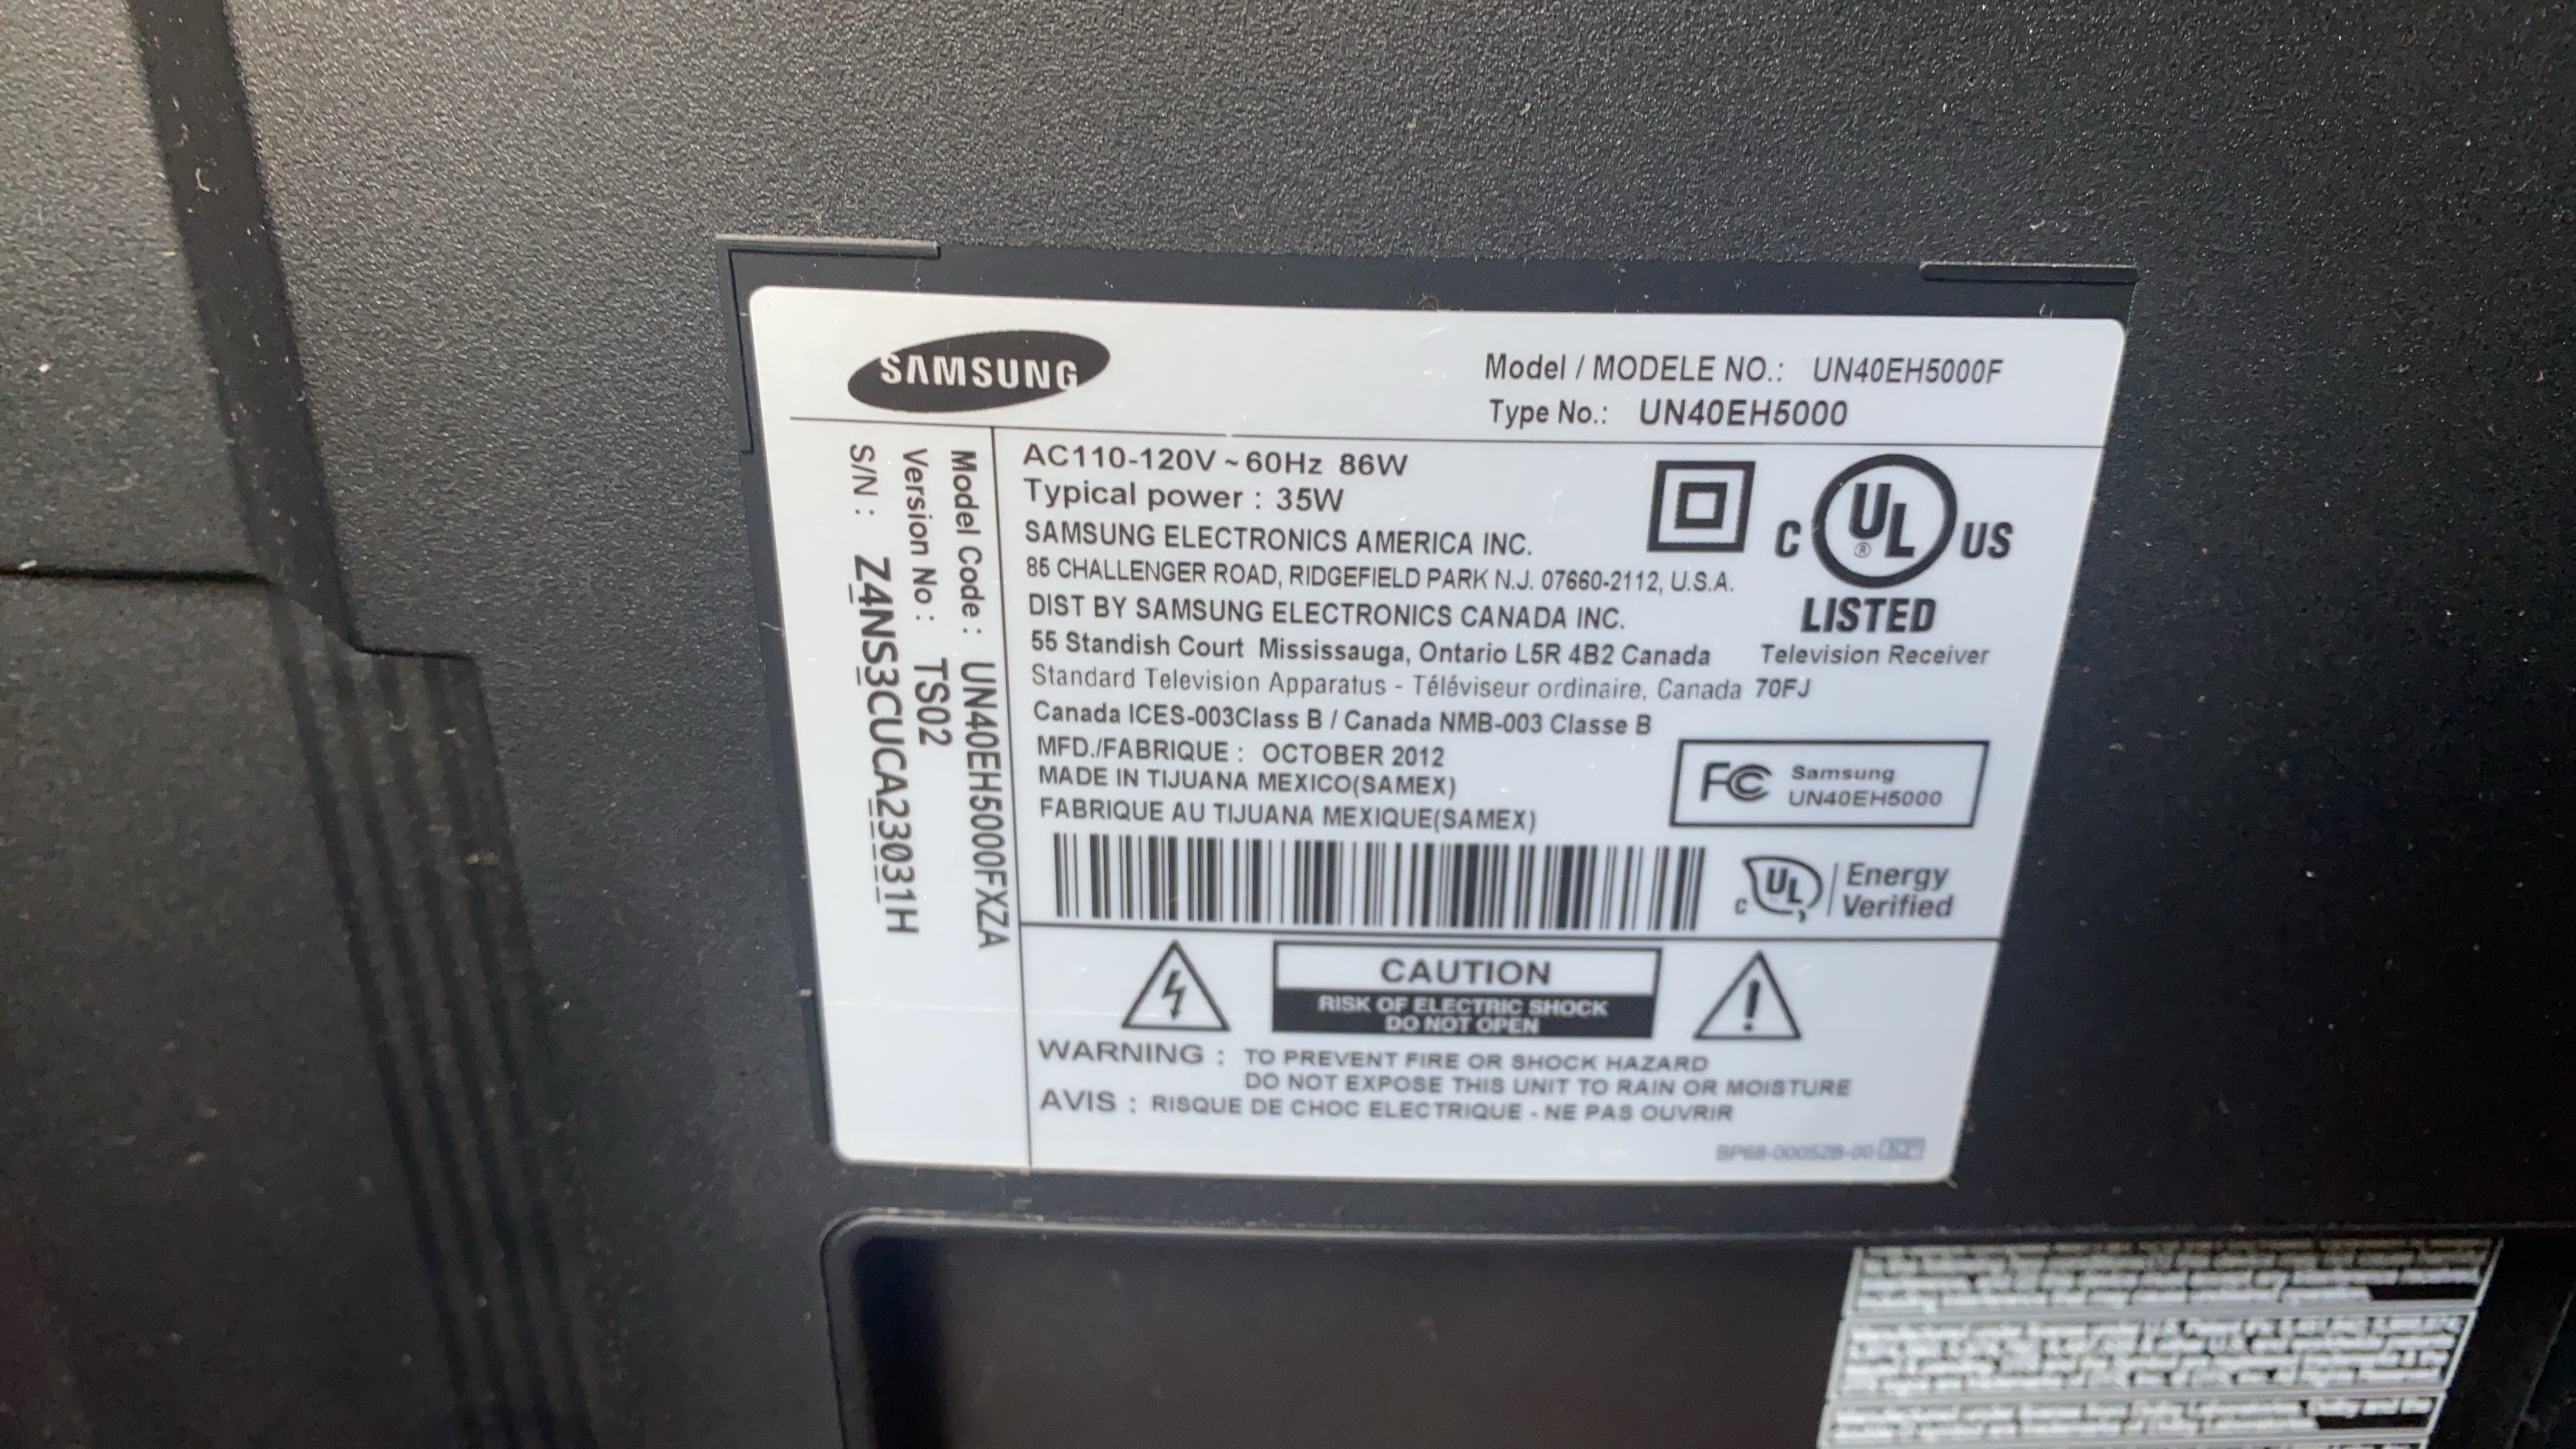 SAMSUNG
Model / MODELE NO.: UN40EH5000F
Type No.: UN40EH5000
Model Code : UN40EH5000FXZA
Version No : TS02
S/N : Z4NS3CUCA23031H
AC110-120V ~ 60Hz 86W
Typical power : 35W
SAMSUNG ELECTRONICS AMERICA INC.
85 CHALLENGER ROAD, RIDGEFIELD PARK N.J. 07660-2112, U.S.A.
DIST BY SAMSUNG ELECTRONICS CANADA INC.
55 Standish Court Mississauga, Ontario L5R 4B2 Canada
Standard Television Apparatus - Téléviseur ordinaire, Canada 70FJ
Canada ICES-003Class B / Canada NMB-003 Classe B
MFD./FABRIQUE : OCTOBER 2012
MADE IN TIJUANA MEXICO(SAMEX)
FABRIQUE AU TIJUANA MEXIQUE(SAMEX)
C UL ® US
LISTED
Television Receiver
FC Samsung
UN40EH5000
C UL Energy
Verified
CAUTION
RISK OF ELECTRIC SHOCK
DO NOT OPEN
WARNING : TO PREVENT FIRE OR SHOCK HAZARD
DO NOT EXPOSE THIS UNIT TO RAIN OR MOISTURE
AVIS : RISQUE DE CHOC ELECTRIQUE - NE PAS OUVRIR
BP68-00052B-00